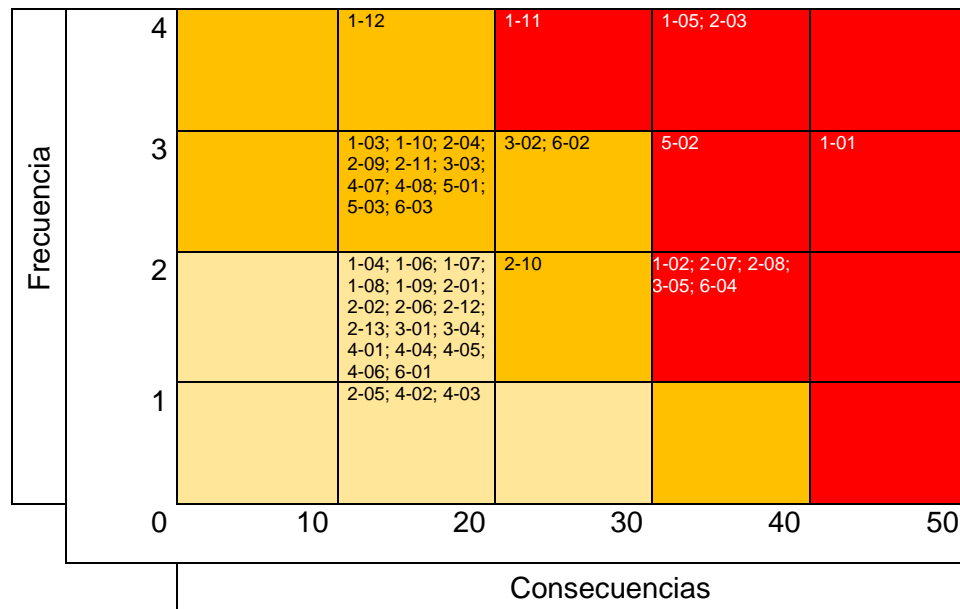 Frecuencia
4
1-12
1-11
1-05; 2-03
3
1-03; 1-10; 2-04;
2-09; 2-11; 3-03;
4-07; 4-08; 5-01;
5-03; 6-03
3-02; 6-02
5-02
1-01
2
1-04; 1-06; 1-07;
1-08; 1-09; 2-01;
2-02; 2-06; 2-12;
2-13; 3-01; 3-04;
4-01; 4-04; 4-05;
4-06; 6-01
2-10
1-02; 2-07; 2-08;
3-05; 6-04
1
2-05; 4-02; 4-03
0 10 20 30 40 50
Consecuencias